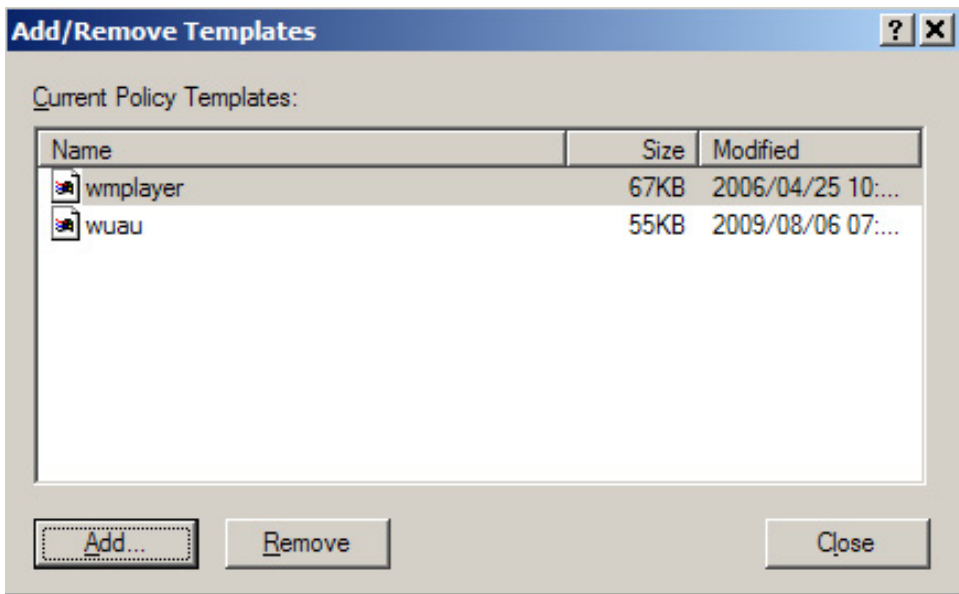 Add/Remove Templates
Current Policy Templates:
Name Size Modified
wmplayer 67KB 2006/04/25 10:...
wuau 55KB 2009/08/06 07:...
Add... Remove Close